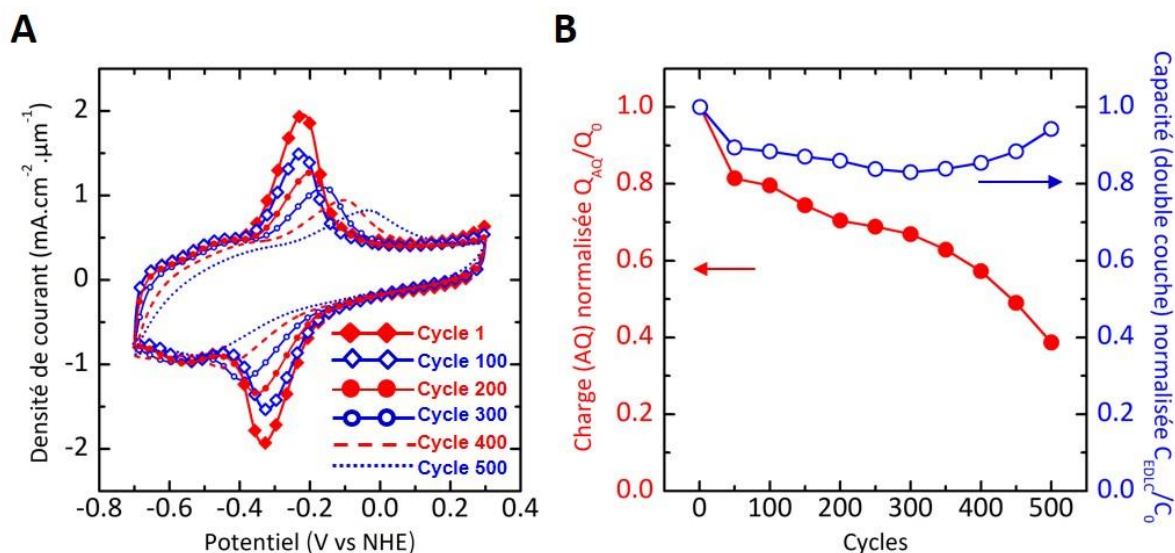 A
Densité de courant (mA.cm⁻².µm⁻¹)
2
1
0
-1
-2
Cycle 1
Cycle 100
Cycle 200
Cycle 300
Cycle 400
Cycle 500
-0.8 -0.6 -0.4 -0.2 0.0 0.2 0.4
Potentiel (V vs NHE)
B
Charge (AQ) normalisée Q_AQ/Q_0
1.0
0.8
0.6
0.4
0.2
0.0
0 100 200 300 400 500
Cycles
1.0
0.8
0.6
0.4
0.2
0.0
Capacité (double couche) normalisée C_EDLC/C_0